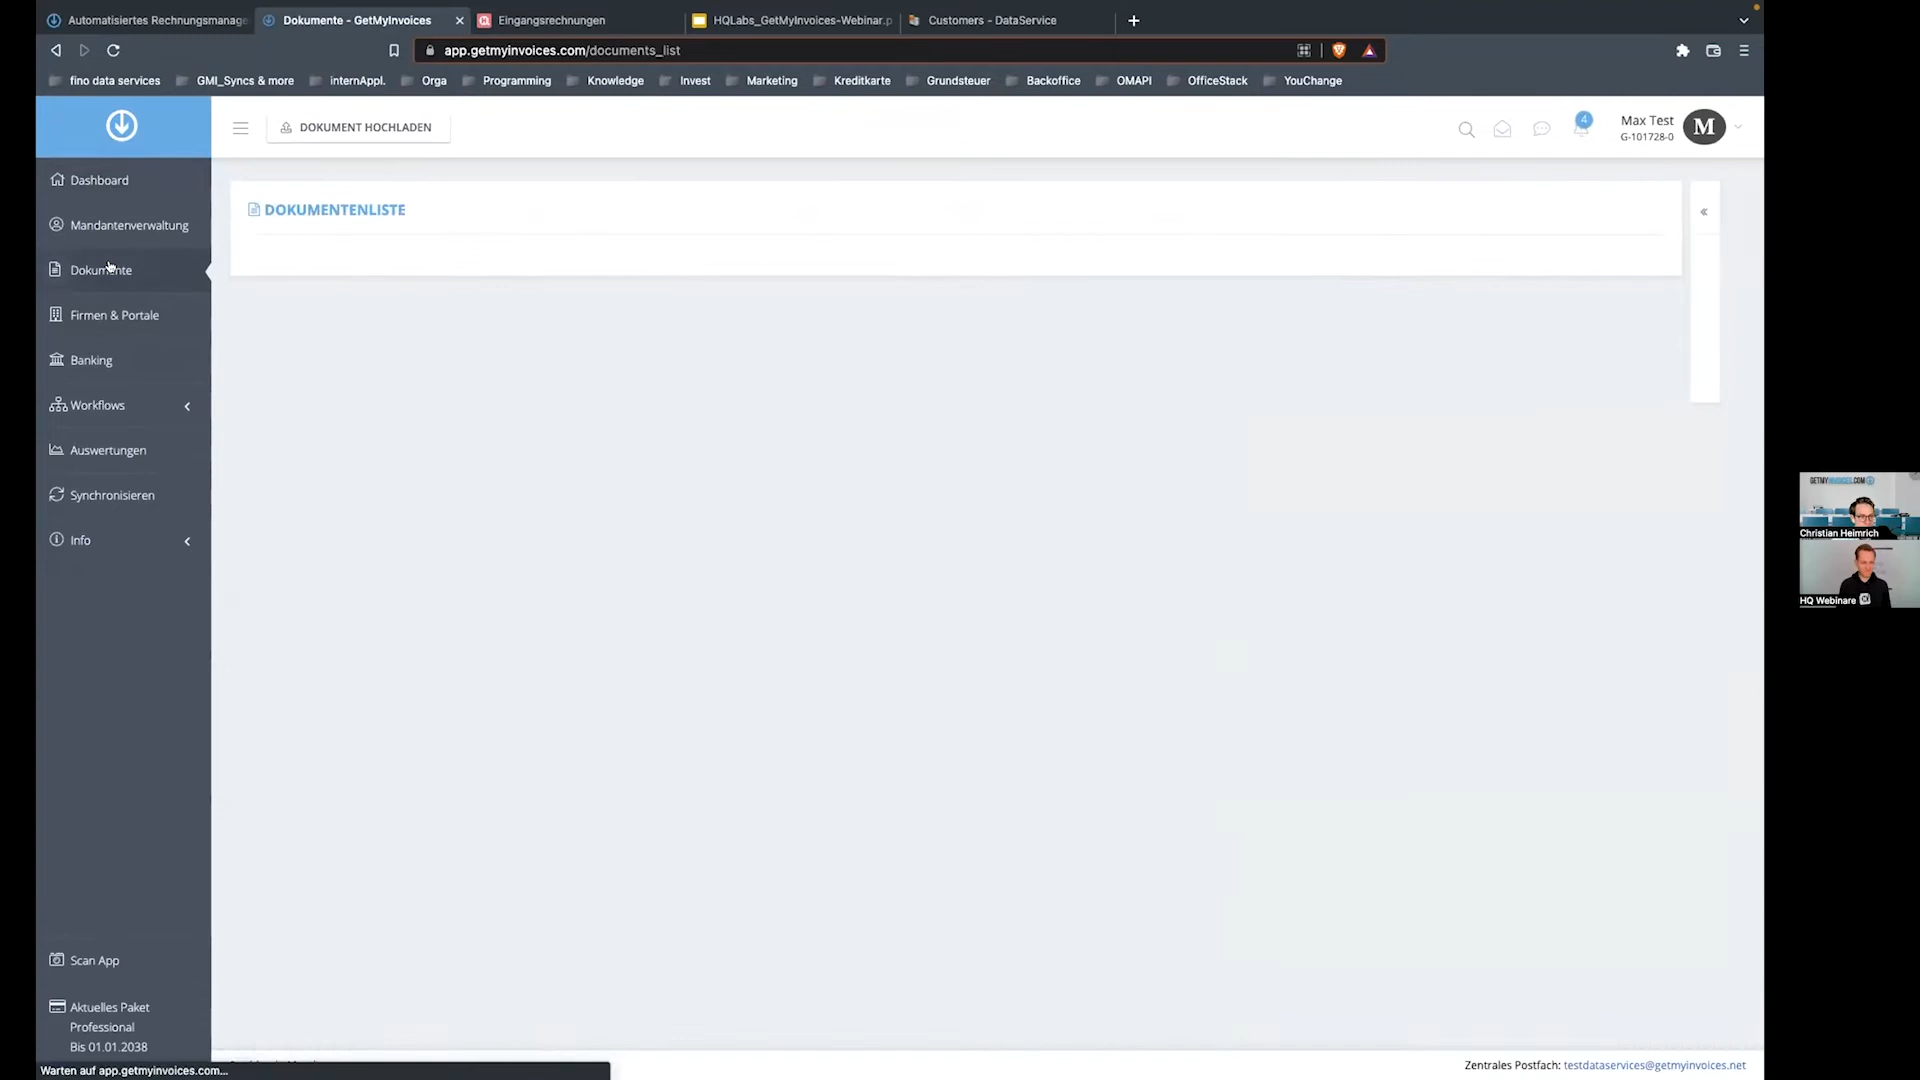 Automatisiertes Rechnungsmanage
Dokumente - GetMyInvoices
Eingangsrechnungen
HQLabs_GetMyInvoices-Webinar.p
Customers - DataService
app.getmyinvoices.com/documents_list
fino data services
GMI_Syncs & more
internAppl.
Orga
Programming
Knowledge
Invest
Marketing
Kreditkarte
Grundsteuer
Backoffice
OMAPI
OfficeStack
YouChange
DOKUMENT HOCHLADEN
4
Max Test
G-101728-0
M
Dashboard
Mandantenverwaltung
Dokumente
Firmen & Portale
Banking
Workflows
Auswertungen
Synchronisieren
Info
DOKUMENTENLISTE
GETMYINVOICES.COM
Christian Heimrich
HQ Webinare
Scan App
Aktuelles Paket
Professional
Bis 01.01.2038
Warten auf app.getmyinvoices.com...
Zentrales Postfach: testdataservices@getmyinvoices.net